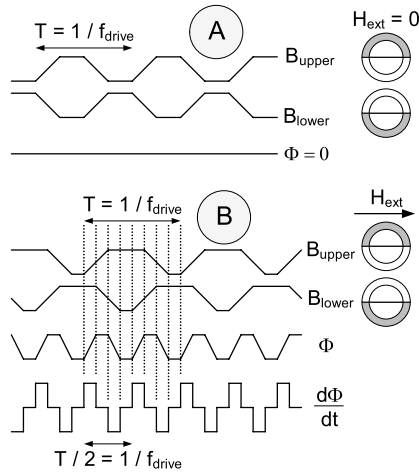 T = 1 / f_drive
A
H_ext = 0
B_upper
B_lower
Φ = 0
T = 1 / f_drive
B
H_ext
B_upper
B_lower
Φ
dΦ
dt
T / 2 = 1 / f_drive